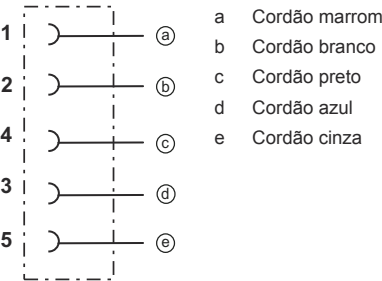 1 ⓐ
2 ⓑ
4 ⓒ
3 ⓓ
5 ⓔ
a Cordão marrom
b Cordão branco
c Cordão preto
d Cordão azul
e Cordão cinza